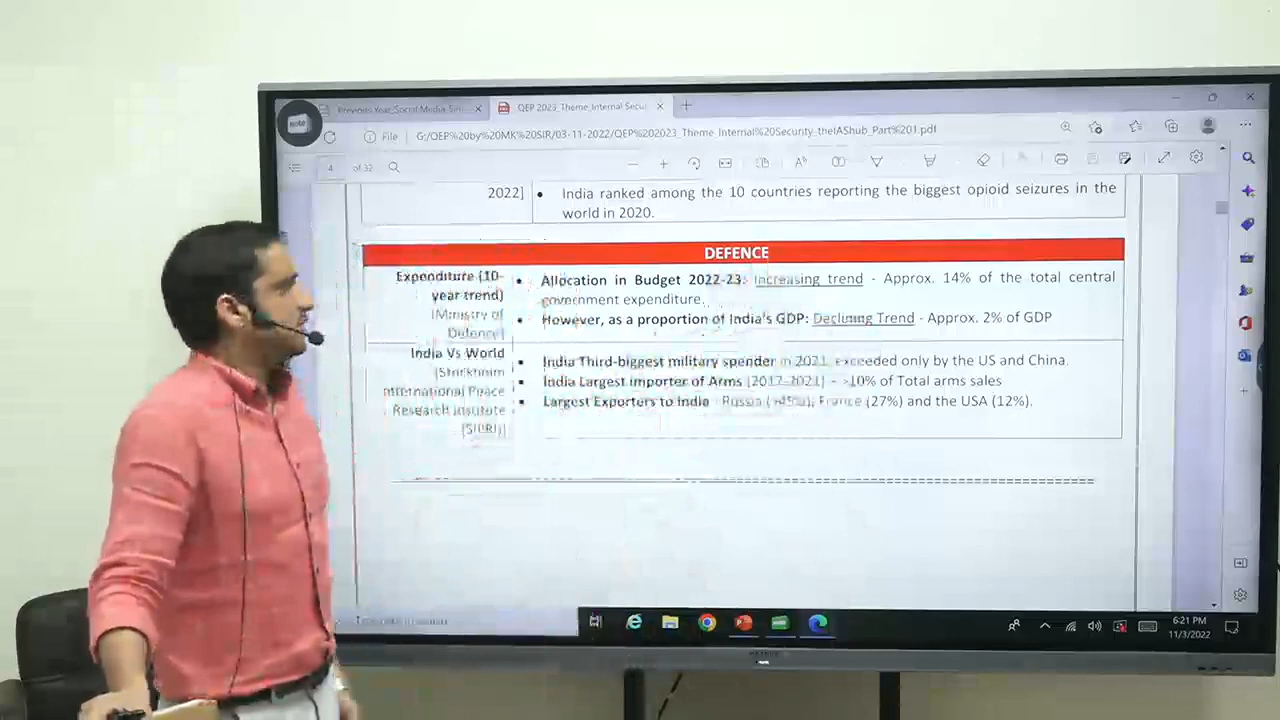 note
Previous Year_Social Media
QEP 2023_Theme_Internal Secu
File
G:/QEP%20by%20NK%20SIR/03-11-2022/QEP%202023_Theme_Internal%20Security_theIAShub_Part%201.pdf
4 of 32
2022]
• India ranked among the 10 countries reporting the biggest opioid seizures in the
world in 2020.
DEFENCE
Expenditure (10-
year trend)
[Ministry of
Defence]
• Allocation in Budget 2022-23: Increasing trend - Approx. 14% of the total central
government expenditure.
• However, as a proportion of India's GDP: Declining Trend - Approx. 2% of GDP
India Vs World
[Stockholm
International Peace
Research Institute
(SIPRI)]
• India Third-biggest military spender in 2021, exceeded only by the US and China.
• India Largest importer of Arms [2017-2021] - >10% of Total arms sales
• Largest Exporters to India Russia France (27%) and the USA (12%).
6:21 PM
11/3/2022